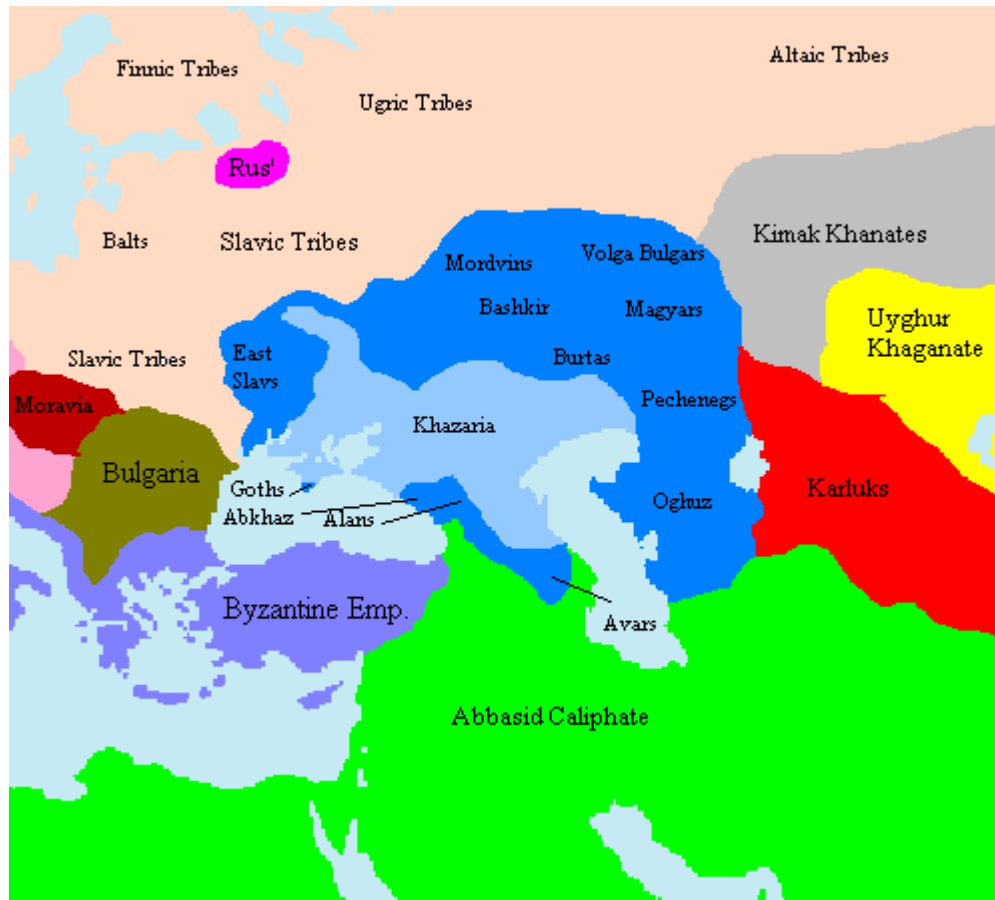 Altaic Tribes
Finnic Tribes
Ugric Tribes
Rus'
Kimak Khanates
Balts
Slavic Tribes
Volga Bulgars
Mordvins
Bashkir
Magyars
Uyghur
Khaganate
East
Slavs
Slavic Tribes
Burtas
Moravia
Pechenegs
Khazaria
Bulgaria
Goths
Karluks
Oghuz
Abkhaz
Alans
Byzantine Emp.
Avars
Abbasid Caliphate